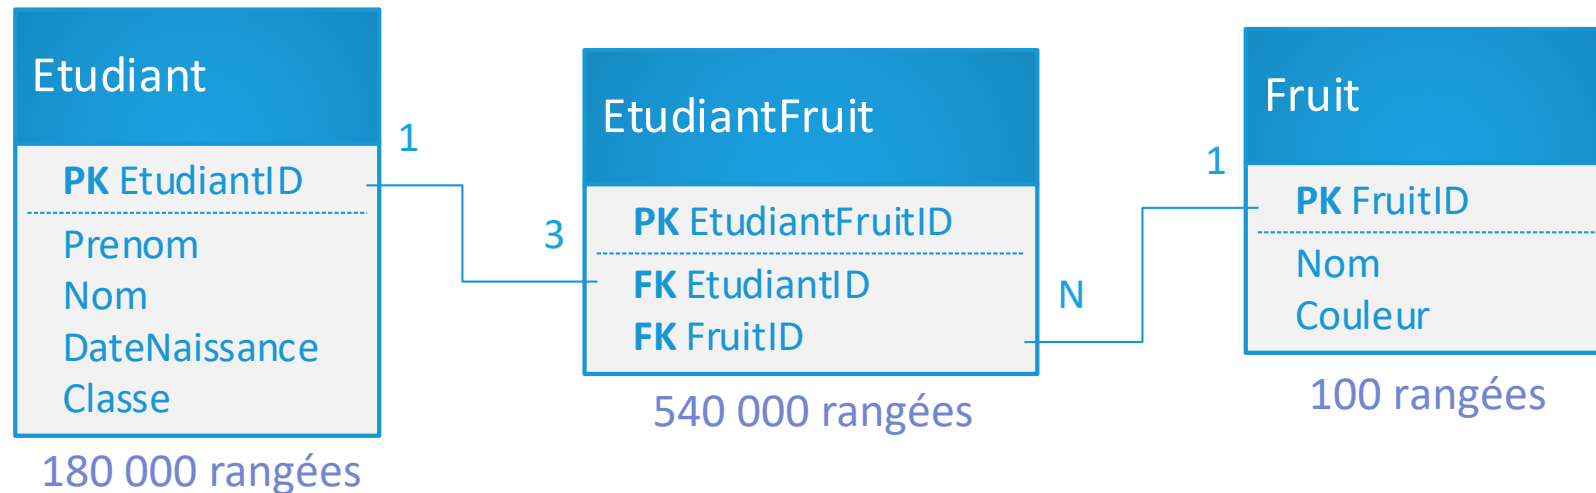 Etudiant
PK EtudiantID
Prenom
Nom
DateNaissance
Classe
180 000 rangées
1
3
EtudiantFruit
PK EtudiantFruitID
FK EtudiantID
FK FruitID
540 000 rangées
N
1
Fruit
PK FruitID
Nom
Couleur
100 rangées